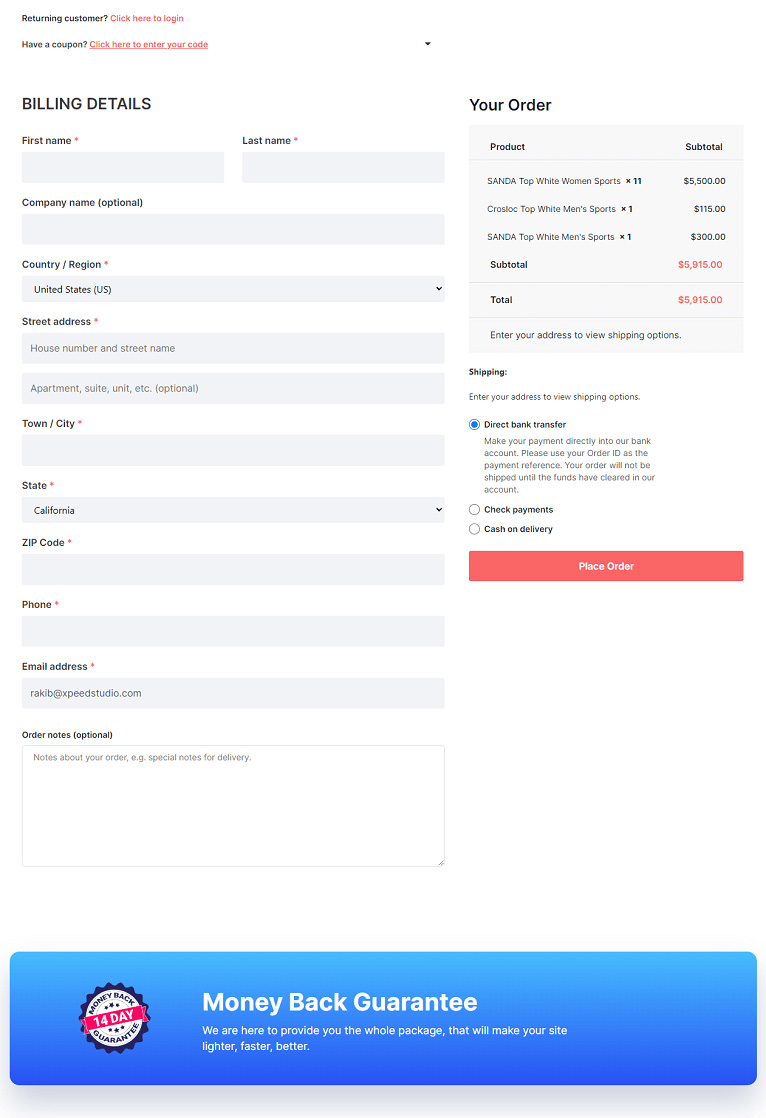 Returning customer? Click here to login
Have a coupon? Click here to enter your code
BILLING DETAILS
First name *
Last name *
Company name (optional)
Country / Region *
United States (US)
Street address *
House number and street name
Apartment, suite, unit, etc. (optional)
Town / City *
State *
California
ZIP Code *
Phone *
Email address *
rakib@xpeedstudio.com
Order notes (optional)
Notes about your order, e.g. special notes for delivery.
Your Order
Product Subtotal
SANDA Top White Women Sports × 11 $5,500.00
Crosloc Top White Men's Sports × 1 $115.00
SANDA Top White Men's Sports × 1 $300.00
Subtotal $5,915.00
Total $5,915.00
Enter your address to view shipping options.
Shipping:
Enter your address to view shipping options.
Direct bank transfer
Make your payment directly into our bank
account. Please use your Order ID as the
payment reference. Your order will not be
shipped until the funds have cleared in our
account.
Check payments
Cash on delivery
Place Order
MONEY BACK
14 DAY
GUARANTEE
Money Back Guarantee
We are here to provide you the whole package, that will make your site
lighter, faster, better.